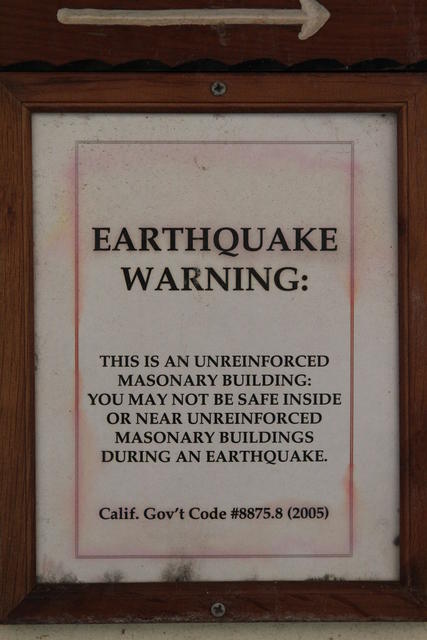 EARTHQUAKE
WARNING:
THIS IS AN UNREINFORCED
MASONARY BUILDING:
YOU MAY NOT BE SAFE INSIDE
OR NEAR UNREINFORCED
MASONARY BUILDINGS
DURING AN EARTHQUAKE.
Calif. Gov't Code #8875.8 (2005)